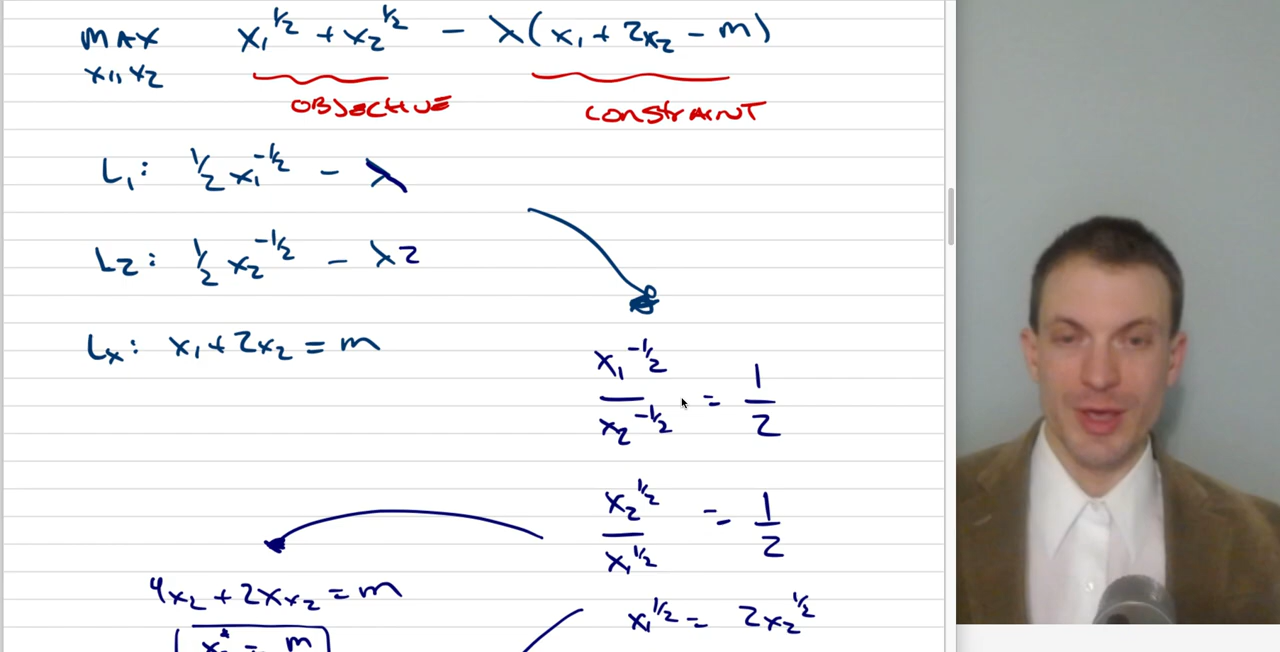 MAX x₁^½ + x₂^½ − λ(x₁ + 2x₂ − m)
x₁, x₂
OBJECTIVE CONSTRAINT
L₁: ½ x₁^-½ − λ
L₂: ½ x₂^-½ − λ2
Lλ: x₁ + 2x₂ = m
x₁^-½ / x₂^-½ = 1/2
x₂^½ / x₁^½ = 1/2
4x₂ + 2x₂ = m
x₁^½ = 2x₂^½
x₂* = m